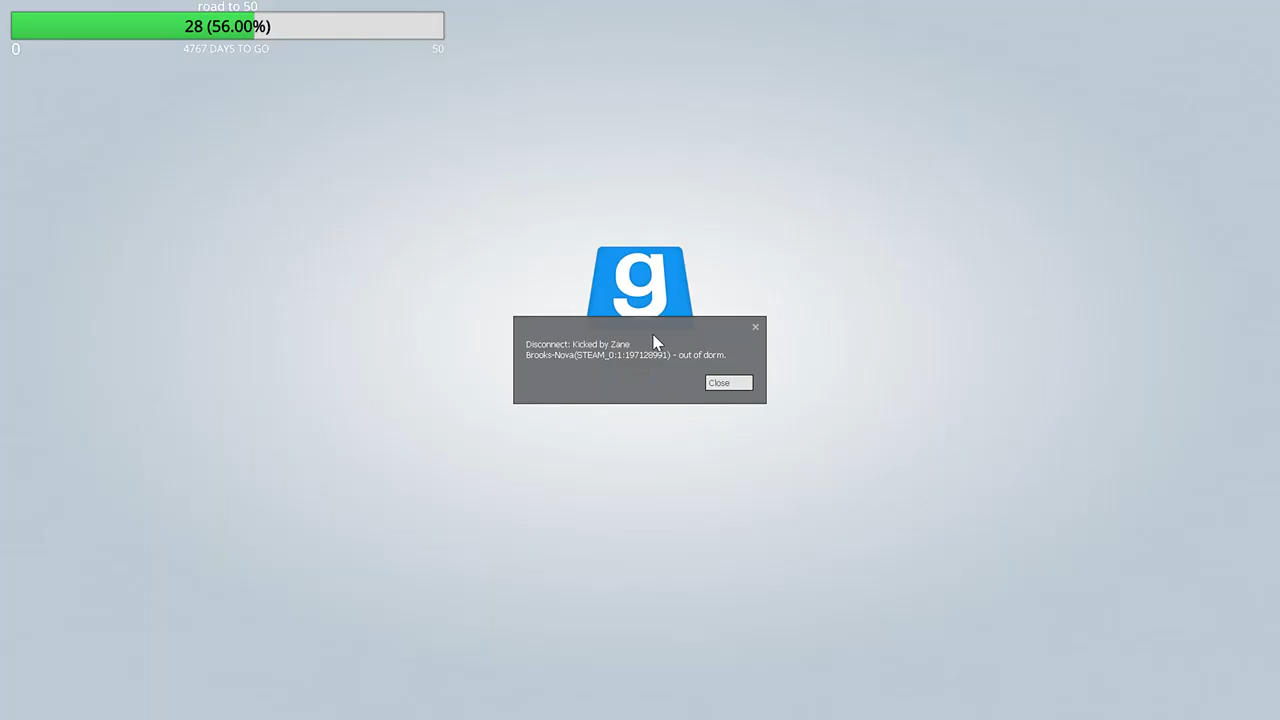 road to 50
28 (56.00%)
0
4767 DAYS TO GO
50
g
Disconnect: Kicked by Zane
Brooks-Nova(STEAM_0:1:197128991) - out of dorm.
Close